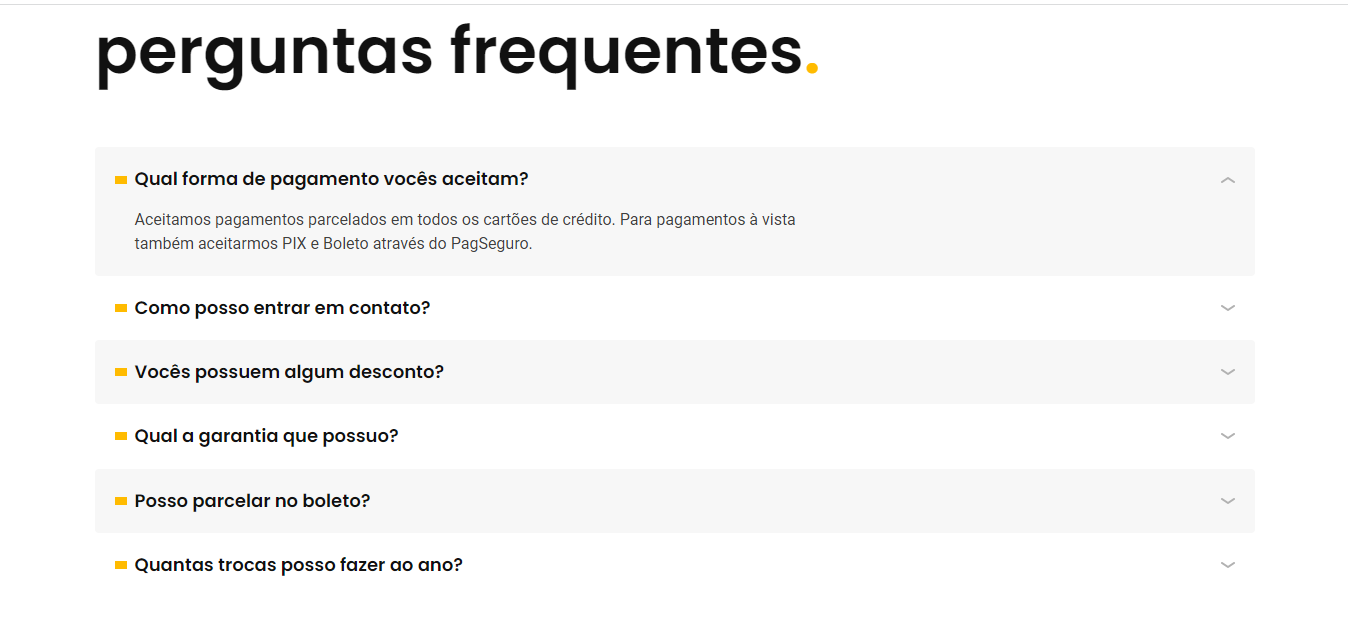 perguntas frequentes.
Qual forma de pagamento vocês aceitam?
Aceitamos pagamentos parcelados em todos os cartões de crédito. Para pagamentos à vista
também aceitarmos PIX e Boleto através do PagSeguro.
Como posso entrar em contato?
Vocês possuem algum desconto?
Qual a garantia que possuo?
Posso parcelar no boleto?
Quantas trocas posso fazer ao ano?